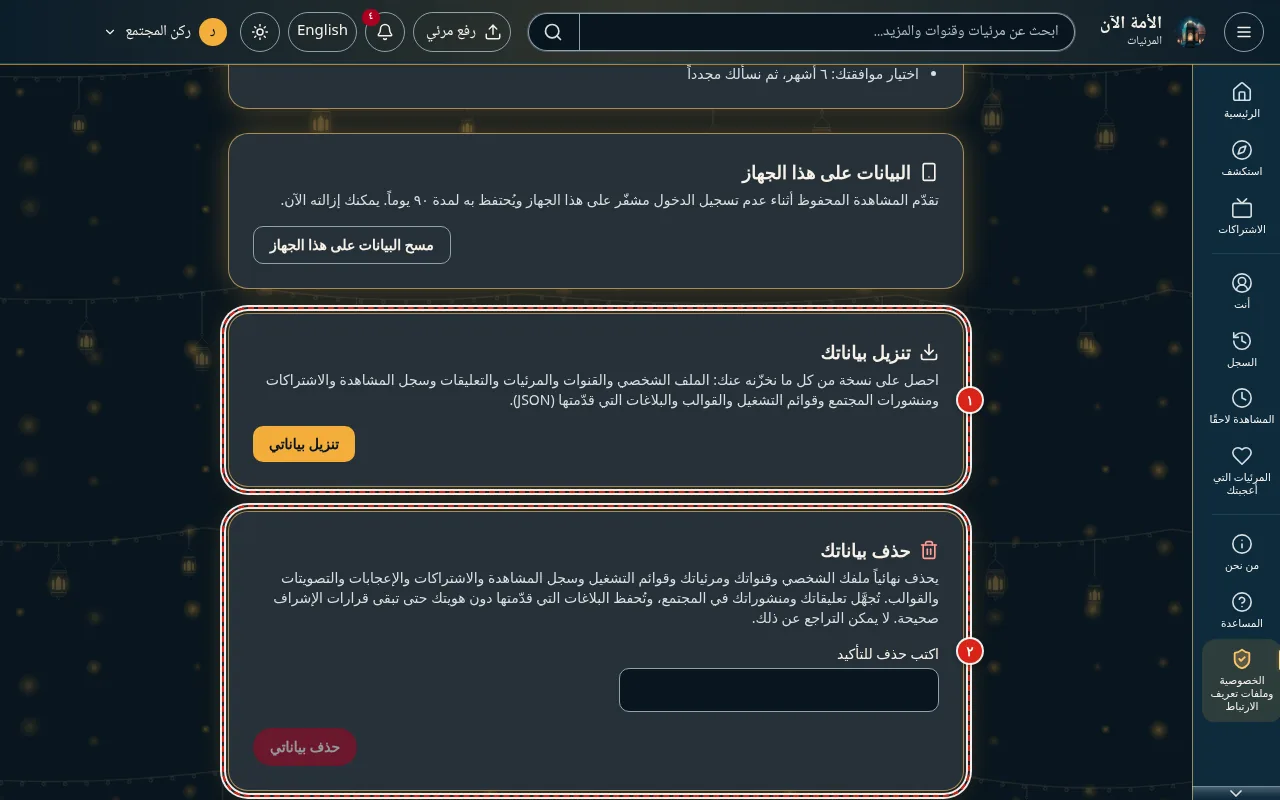 الأمة الآن
المرئيات
ابحث عن مرئيات وقنوات والمزيد...
رفع مرئي
٤
English
د
ركن المجتمع
الرئيسية
استكشف
الاشتراكات
أنت
السجل
المشاهدة لاحقًا
المرئيات التي
أعجبتك
من نحن
المساعدة
الخصوصية
وملفات تعريف
الارتباط
• اختيار موافقتك: ٦ أشهر، ثم نسألك مجدداً
البيانات على هذا الجهاز
تقدّم المشاهدة المحفوظ أثناء عدم تسجيل الدخول مشفّر على هذا الجهاز ويُحتفظ به لمدة ٩٠ يوماً. يمكنك إزالته الآن.
مسح البيانات على هذا الجهاز
١
تنزيل بياناتك
احصل على نسخة من كل ما نخزّنه عنك: الملف الشخصي والقنوات والمرئيات والتعليقات وسجل المشاهدة والاشتراكات
ومنشورات المجتمع وقوائم التشغيل والقوالب والبلاغات التي قدّمتها (JSON).
تنزيل بياناتي
٢
حذف بياناتك
يحذف نهائياً ملفك الشخصي وقنواتك ومرئياتك وقوائم التشغيل وسجل المشاهدة والاشتراكات والإعجابات والتصويتات
والقوالب. تُجهَّل تعليقاتك ومنشوراتك في المجتمع، وتُحفظ البلاغات التي قدّمتها دون هويتك حتى تبقى قرارات الإشراف
صحيحة. لا يمكن التراجع عن ذلك.
اكتب حذف للتأكيد
حذف بياناتي